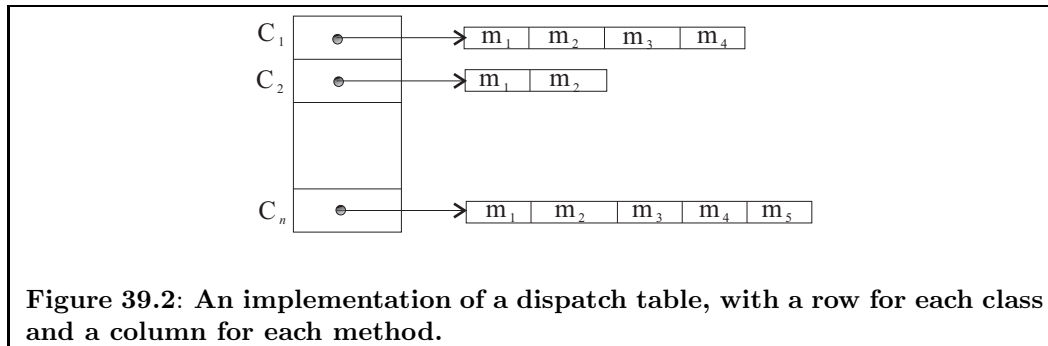 C₁ m₁ m₂ m₃ m₄
C₂ m₁ m₂
Cₙ m₁ m₂ m₃ m₄ m₅
Figure 39.2: An implementation of a dispatch table, with a row for each class
and a column for each method.